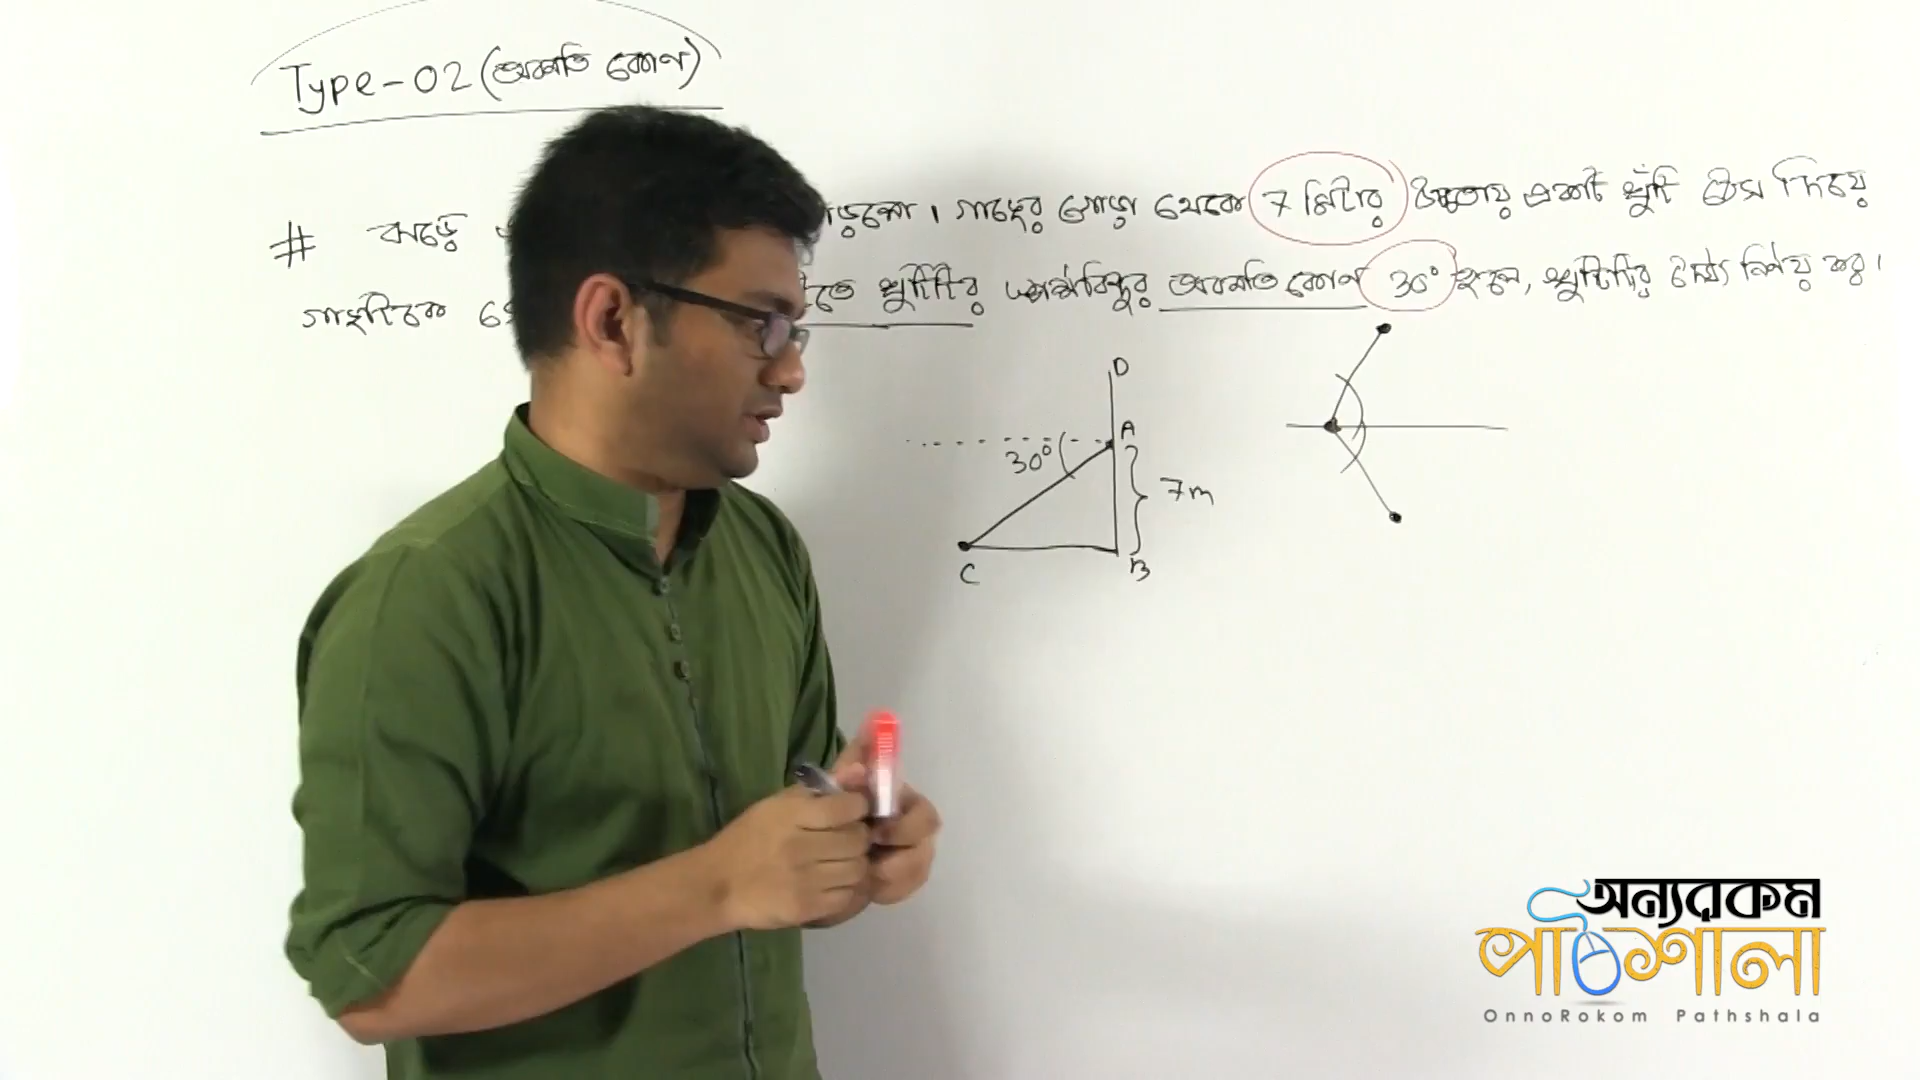 Type-02 (অবনতি কোণ)
# ঝড়ে পড়লো। গাছের গোড়া থেকে 7 মিটার উচ্চতায় একটি খুঁটি ঠেস দিয়ে
গাছটিকে খুঁটিটির স্পর্শবিন্দুর অবনতি কোণ 30° হলে, খুঁটিটির দৈর্ঘ্য নির্ণয় কর।
D
A
30°
7m
C
B
অন্যরকম
পাঠশালা
OnnoRokom Pathshala